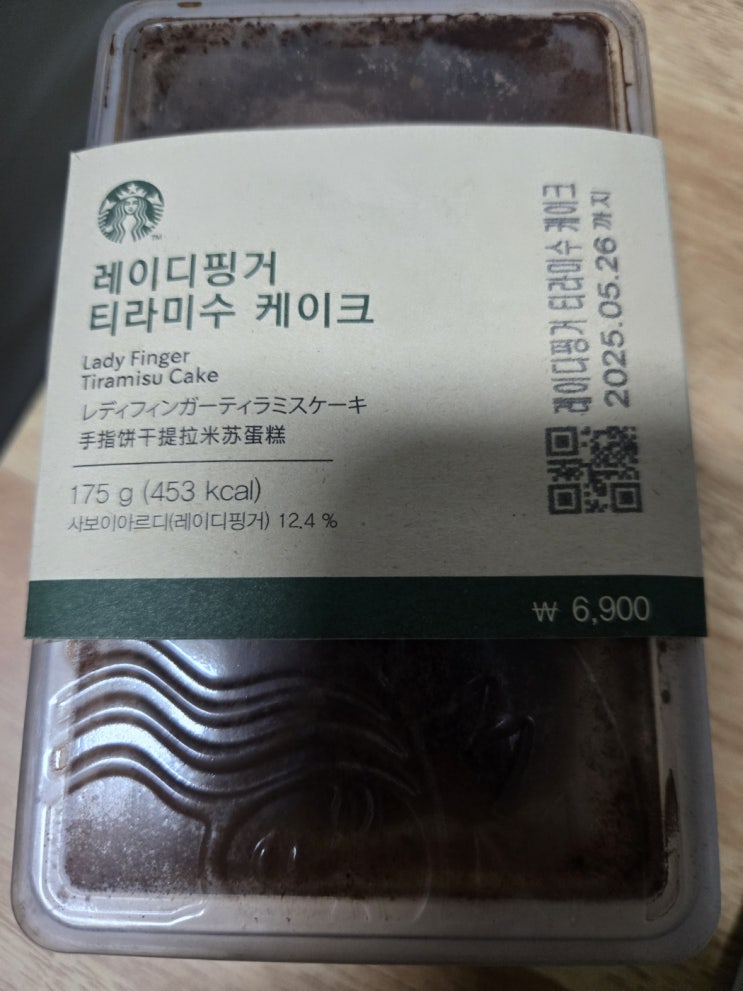 레이디핑거
티라미수 케이크
Lady Finger
Tiramisu Cake
レディフィンガーティラミスケーキ
手指饼干提拉米苏蛋糕
175 g (453 kcal)
사보이아르디(레이디핑거) 12.4 %
₩ 6,900
레이디핑거 티라미수 케이크
2025.05.26 까지
TM